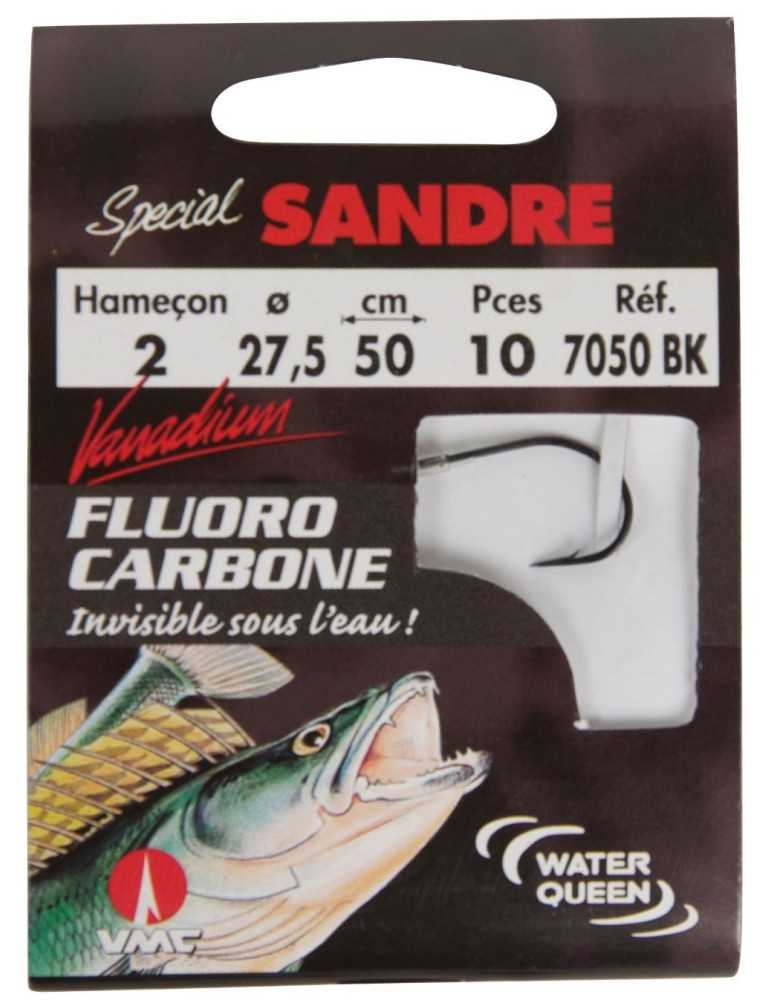 Special SANDRE
Hameçon ø cm Pces Réf.
2 27,5 50 10 7050 BK
Vanadium
FLUORO
CARBONE
Invisible sous l'eau !
VMC
WATER
QUEEN